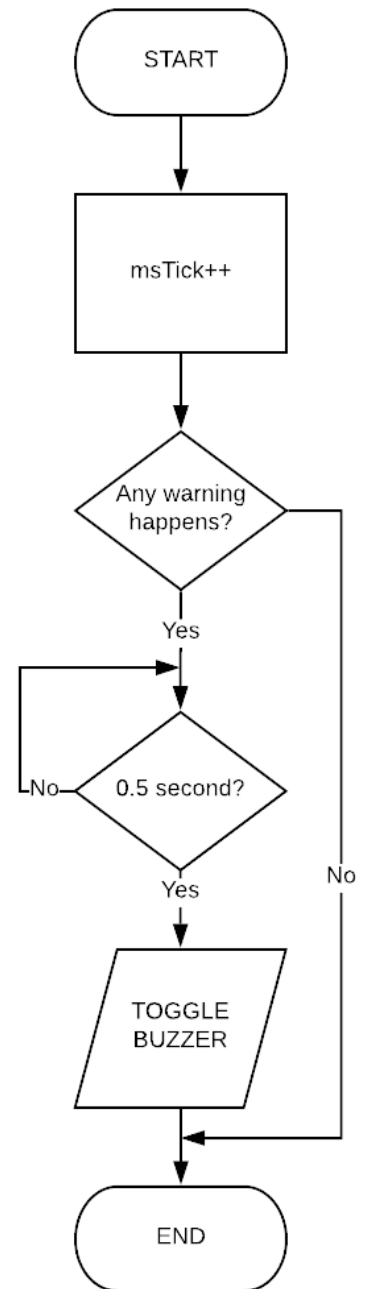 START
msTick++
Any warning
happens?
Yes
No
0.5 second?
Yes
No
TOGGLE
BUZZER
END